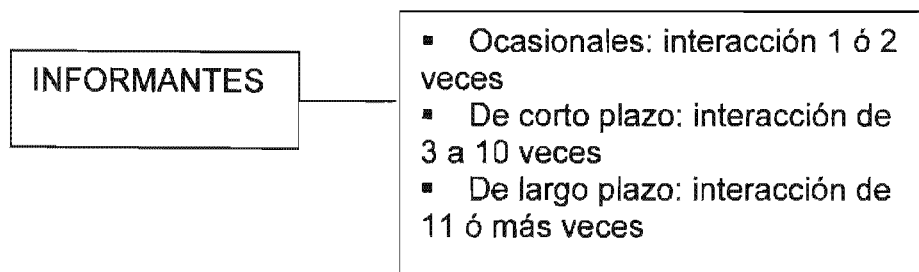 INFORMANTES
▪ Ocasionales: interacción 1 ó 2
veces
▪ De corto plazo: interacción de
3 a 10 veces
▪ De largo plazo: interacción de
11 ó más veces